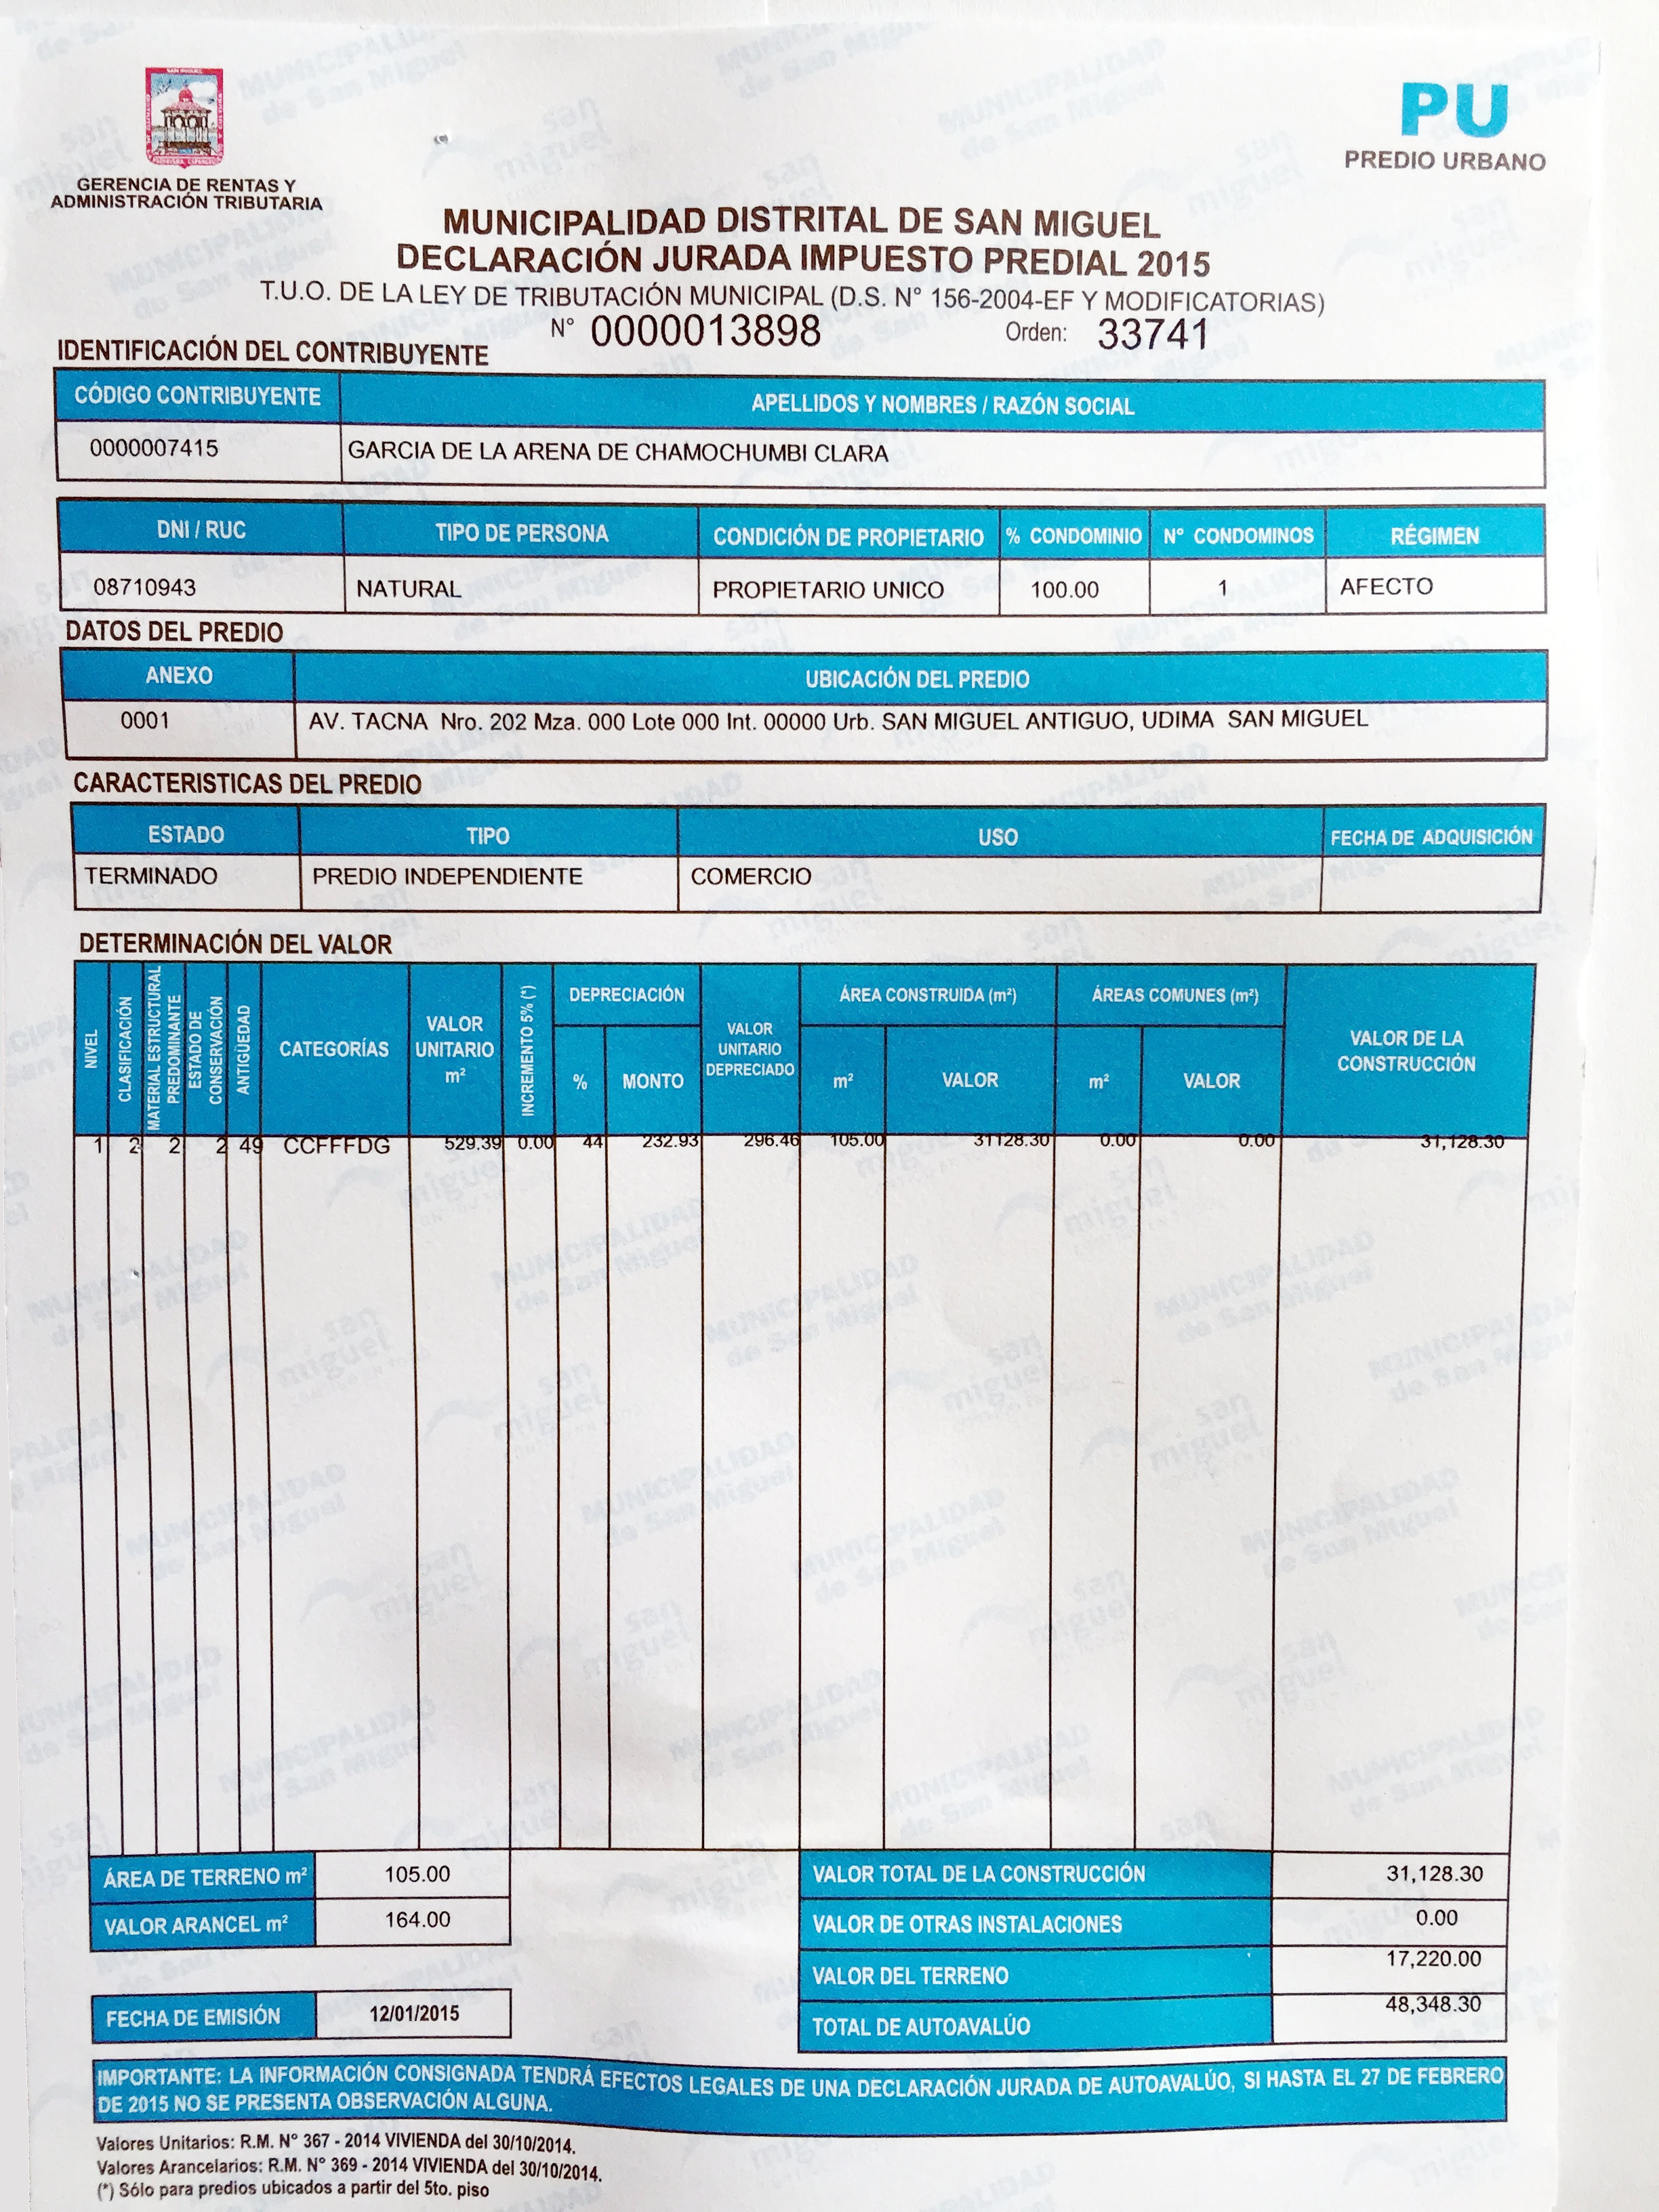 GERENCIA DE RENTAS Y
ADMINISTRACIÓN TRIBUTARIA
PU
PREDIO URBANO
MUNICIPALIDAD DISTRITAL DE SAN MIGUEL
DECLARACIÓN JURADA IMPUESTO PREDIAL 2015
T.U.O. DE LA LEY DE TRIBUTACIÓN MUNICIPAL (D.S. N° 156-2004-EF Y MODIFICATORIAS)
N° 0000013898 Orden: 33741
IDENTIFICACIÓN DEL CONTRIBUYENTE
CÓDIGO CONTRIBUYENTE APELLIDOS Y NOMBRES / RAZÓN SOCIAL
0000007415 GARCIA DE LA ARENA DE CHAMOCHUMBI CLARA
DNI / RUC TIPO DE PERSONA CONDICIÓN DE PROPIETARIO % CONDOMINIO N° CONDOMINOS RÉGIMEN
08710943 NATURAL PROPIETARIO UNICO 100.00 1 AFECTO
DATOS DEL PREDIO
ANEXO UBICACIÓN DEL PREDIO
0001 AV. TACNA Nro. 202 Mza. 000 Lote 000 Int. 00000 Urb. SAN MIGUEL ANTIGUO, UDIMA SAN MIGUEL
CARACTERISTICAS DEL PREDIO
ESTADO TIPO USO FECHA DE ADQUISICIÓN
TERMINADO PREDIO INDEPENDIENTE COMERCIO
DETERMINACIÓN DEL VALOR
NIVEL
CLASIFICACIÓN
MATERIAL ESTRUCTURAL
PREDOMINANTE
ESTADO DE
CONSERVACIÓN
ANTIGÜEDAD
CATEGORÍAS
VALOR
UNITARIO
m²
INCREMENTO 5% (*)
DEPRECIACIÓN
% MONTO
VALOR
UNITARIO
DEPRECIADO
ÁREA CONSTRUIDA (m²)
m² VALOR
ÁREAS COMUNES (m²)
m² VALOR
VALOR DE LA
CONSTRUCCIÓN
1 2 2 2 49 CCFFFDG 529.39 0.00 44 232.93 296.46 105.00 31128.30 0.00 0.00 31,128.30
ÁREA DE TERRENO m² 105.00
VALOR ARANCEL m² 164.00
VALOR TOTAL DE LA CONSTRUCCIÓN 31,128.30
VALOR DE OTRAS INSTALACIONES 0.00
VALOR DEL TERRENO 17,220.00
TOTAL DE AUTOAVALÚO 48,348.30
FECHA DE EMISIÓN 12/01/2015
IMPORTANTE: LA INFORMACIÓN CONSIGNADA TENDRÁ EFECTOS LEGALES DE UNA DECLARACIÓN JURADA DE AUTOAVALÚO, SI HASTA EL 27 DE FEBRERO
DE 2015 NO SE PRESENTA OBSERVACIÓN ALGUNA.
Valores Unitarios: R.M. N° 367 - 2014 VIVIENDA del 30/10/2014.
Valores Arancelarios: R.M. N° 369 - 2014 VIVIENDA del 30/10/2014.
(*) Sólo para predios ubicados a partir del 5to. piso